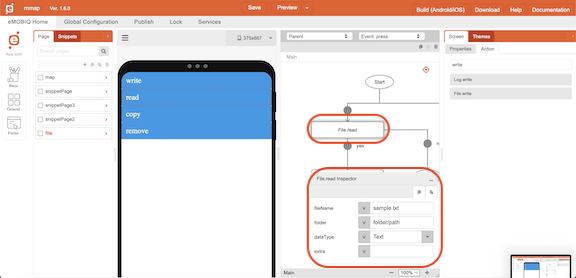 mmap Ver. 1.6.0 Save Preview Build (Android/iOS) Download Help Documentation
eMOBIQ Home Global Configuration Publish Lock Services
App Icon
Basic
General
Forms
Page Snippets
Search pages
map
snippetPage
snippetPage3
snippetPage2
file
375x667
write
read
copy
remove
Parent Event: press
Main
Start
File.read
yes
File.read Inspector
fileName V sample.txt
folder V folder/path
dataType V Text
extra V
Main 100%
Screen Themes
Properties Action
write
Log.write
File.write